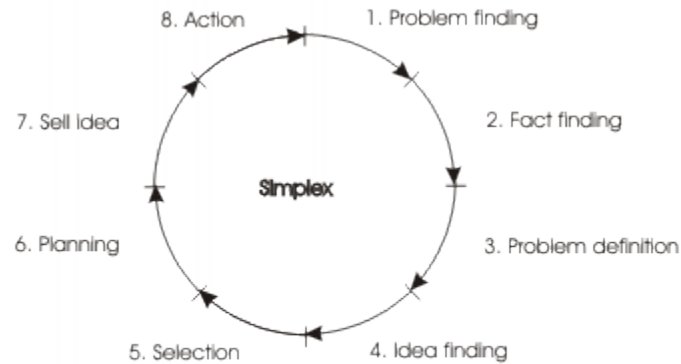 8. Action
1. Problem finding
7. Sell idea
2. Fact finding
Simplex
6. Planning
3. Problem definition
5. Selection
4. Idea finding